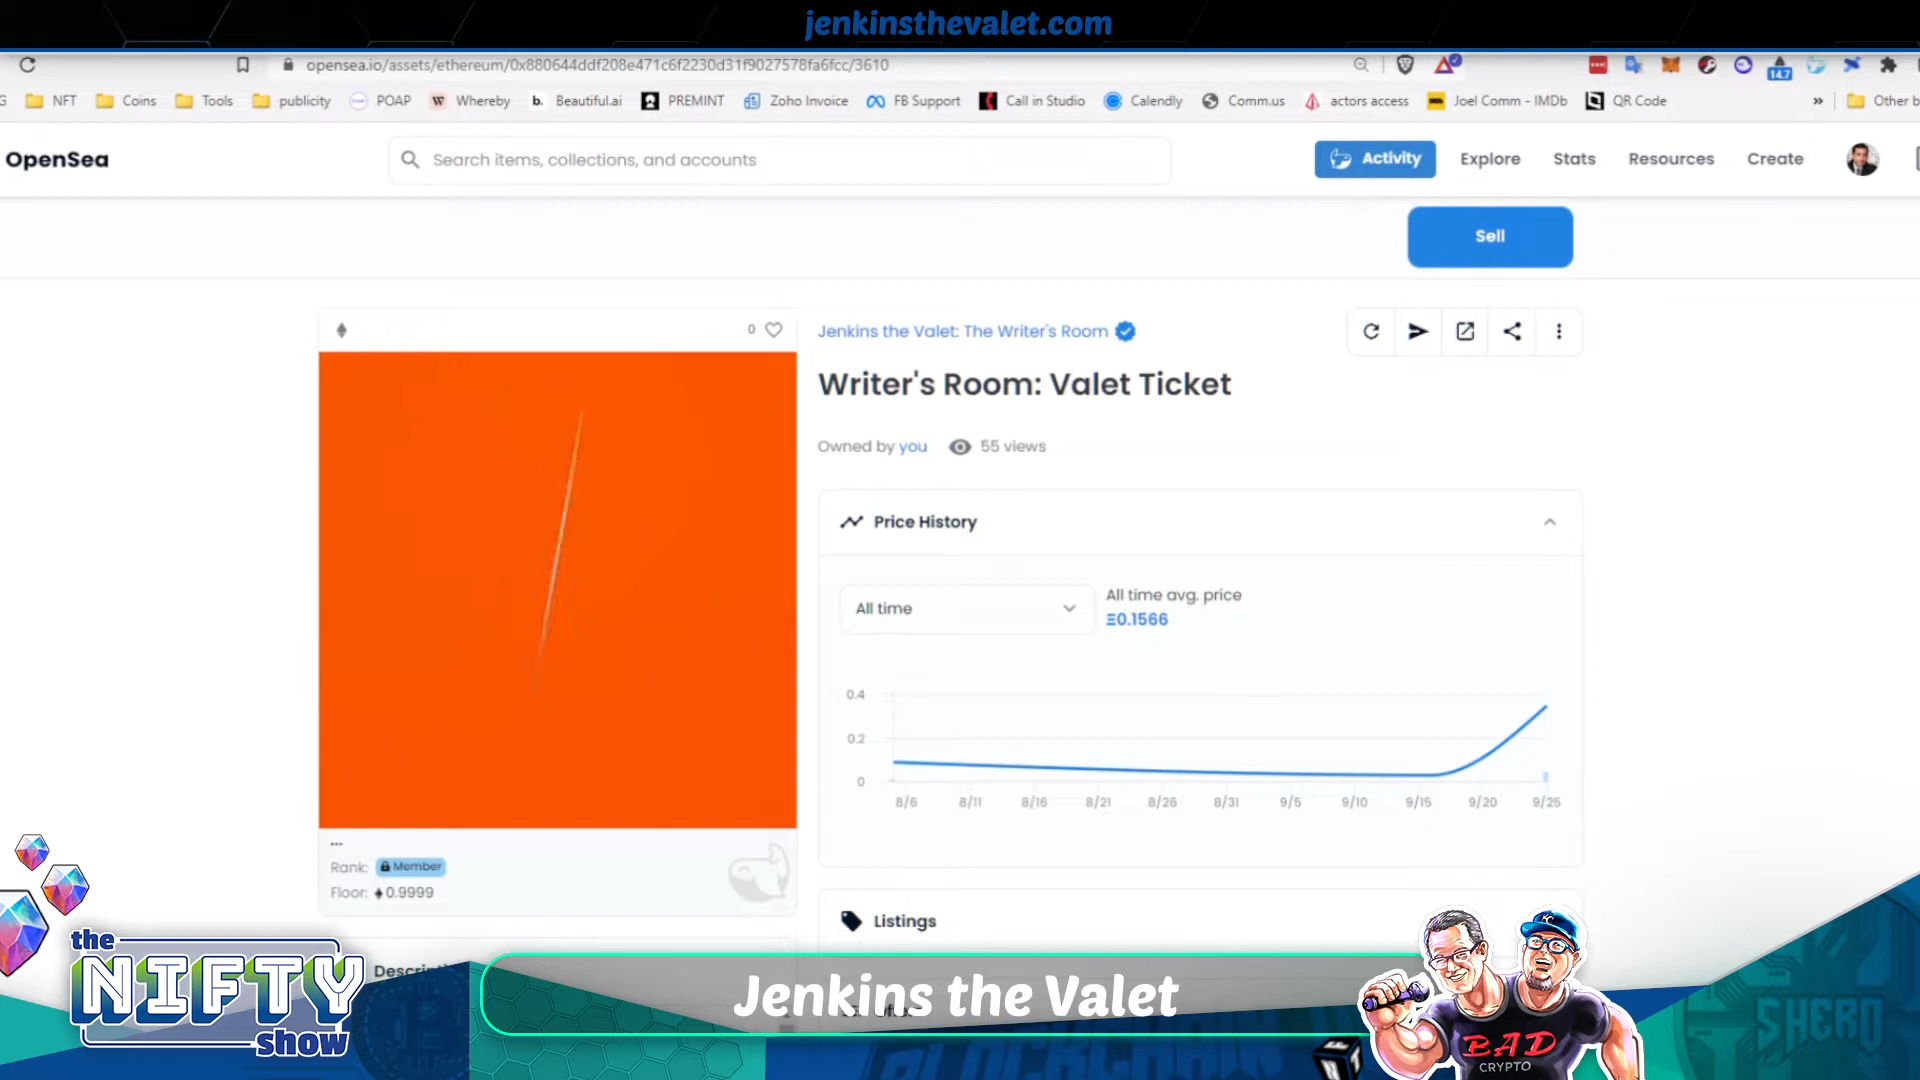 jenkinsthevalet.com
opensea.io/assets/ethereum/0x880644ddf208e471c6f2230d31f9027578fa6fcc/3610
14.7
G NFT Coins Tools publicity POAP Whereby b. Beautiful.ai PREMINT Zoho Invoice FB Support Call in Studio Calendly Comm.us actors access Joel Comm - IMDb QR Code » Other b
OpenSea
Search items, collections, and accounts
Activity Explore Stats Resources Create
Sell
0
Jenkins the Valet: The Writer's Room
Writer's Room: Valet Ticket
Owned by you 55 views
Price History
All time
All time avg. price
Ξ0.1566
0.4
0.2
0
8/6 8/11 8/16 8/21 8/26 8/31 9/5 9/10 9/15 9/20 9/25
...
Rank: Member
Floor: 0.9999
Listings
the
NIFTY
show
Jenkins the Valet
KC
BAD
CRYPTO
SHERO